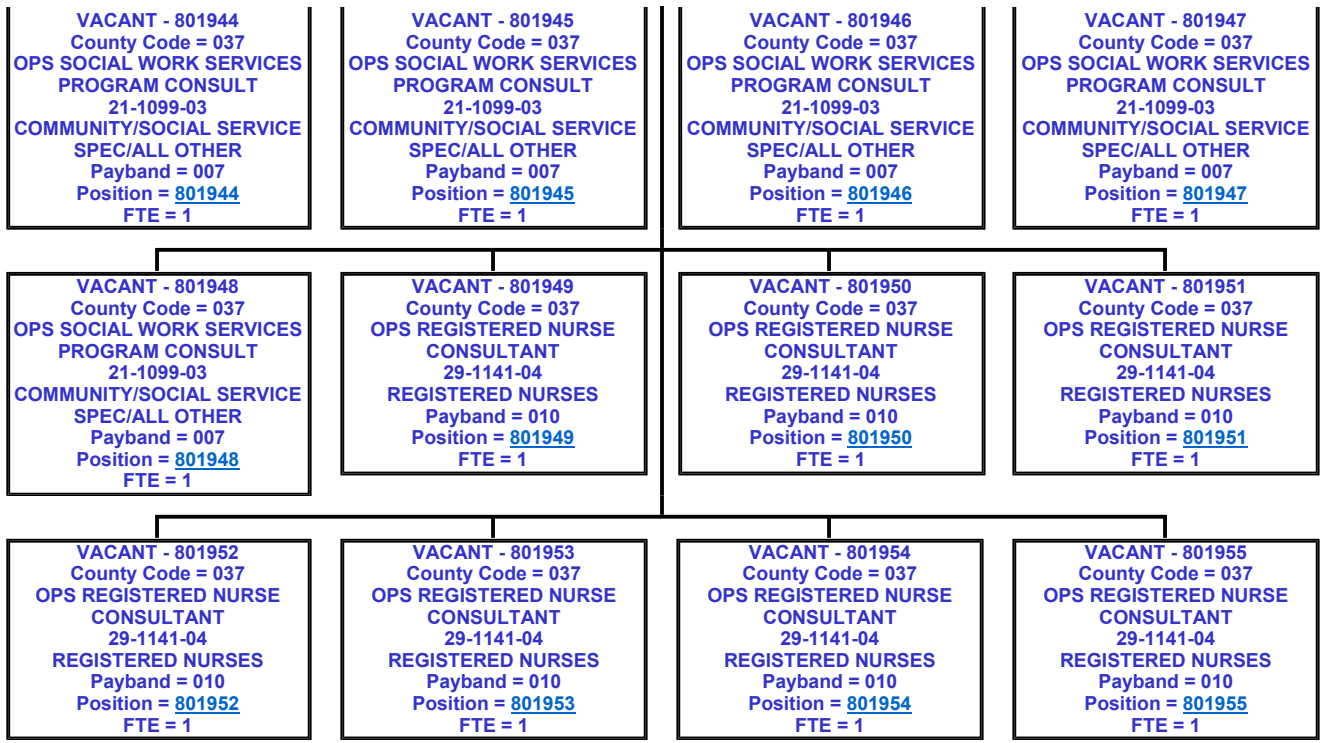 VACANT - 801944
County Code = 037
OPS SOCIAL WORK SERVICES
PROGRAM CONSULT
21-1099-03
COMMUNITY/SOCIAL SERVICE
SPEC/ALL OTHER
Payband = 007
Position = 801944
FTE = 1
VACANT - 801945
County Code = 037
OPS SOCIAL WORK SERVICES
PROGRAM CONSULT
21-1099-03
COMMUNITY/SOCIAL SERVICE
SPEC/ALL OTHER
Payband = 007
Position = 801945
FTE = 1
VACANT - 801946
County Code = 037
OPS SOCIAL WORK SERVICES
PROGRAM CONSULT
21-1099-03
COMMUNITY/SOCIAL SERVICE
SPEC/ALL OTHER
Payband = 007
Position = 801946
FTE = 1
VACANT - 801947
County Code = 037
OPS SOCIAL WORK SERVICES
PROGRAM CONSULT
21-1099-03
COMMUNITY/SOCIAL SERVICE
SPEC/ALL OTHER
Payband = 007
Position = 801947
FTE = 1
VACANT - 801948
County Code = 037
OPS SOCIAL WORK SERVICES
PROGRAM CONSULT
21-1099-03
COMMUNITY/SOCIAL SERVICE
SPEC/ALL OTHER
Payband = 007
Position = 801948
FTE = 1
VACANT - 801949
County Code = 037
OPS REGISTERED NURSE
CONSULTANT
29-1141-04
REGISTERED NURSES
Payband = 010
Position = 801949
FTE = 1
VACANT - 801950
County Code = 037
OPS REGISTERED NURSE
CONSULTANT
29-1141-04
REGISTERED NURSES
Payband = 010
Position = 801950
FTE = 1
VACANT - 801951
County Code = 037
OPS REGISTERED NURSE
CONSULTANT
29-1141-04
REGISTERED NURSES
Payband = 010
Position = 801951
FTE = 1
VACANT - 801952
County Code = 037
OPS REGISTERED NURSE
CONSULTANT
29-1141-04
REGISTERED NURSES
Payband = 010
Position = 801952
FTE = 1
VACANT - 801953
County Code = 037
OPS REGISTERED NURSE
CONSULTANT
29-1141-04
REGISTERED NURSES
Payband = 010
Position = 801953
FTE = 1
VACANT - 801954
County Code = 037
OPS REGISTERED NURSE
CONSULTANT
29-1141-04
REGISTERED NURSES
Payband = 010
Position = 801954
FTE = 1
VACANT - 801955
County Code = 037
OPS REGISTERED NURSE
CONSULTANT
29-1141-04
REGISTERED NURSES
Payband = 010
Position = 801955
FTE = 1